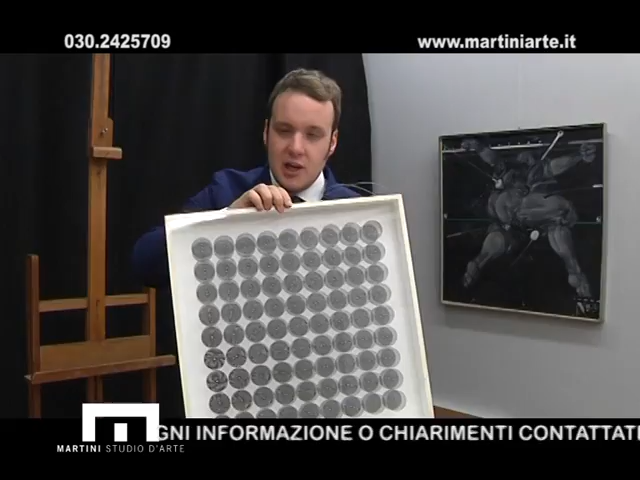 030.2425709 www.martiniarte.it
GNI INFORMAZIONE O CHIARIMENTI CONTATTAT
MARTINI STUDIO D'ARTE